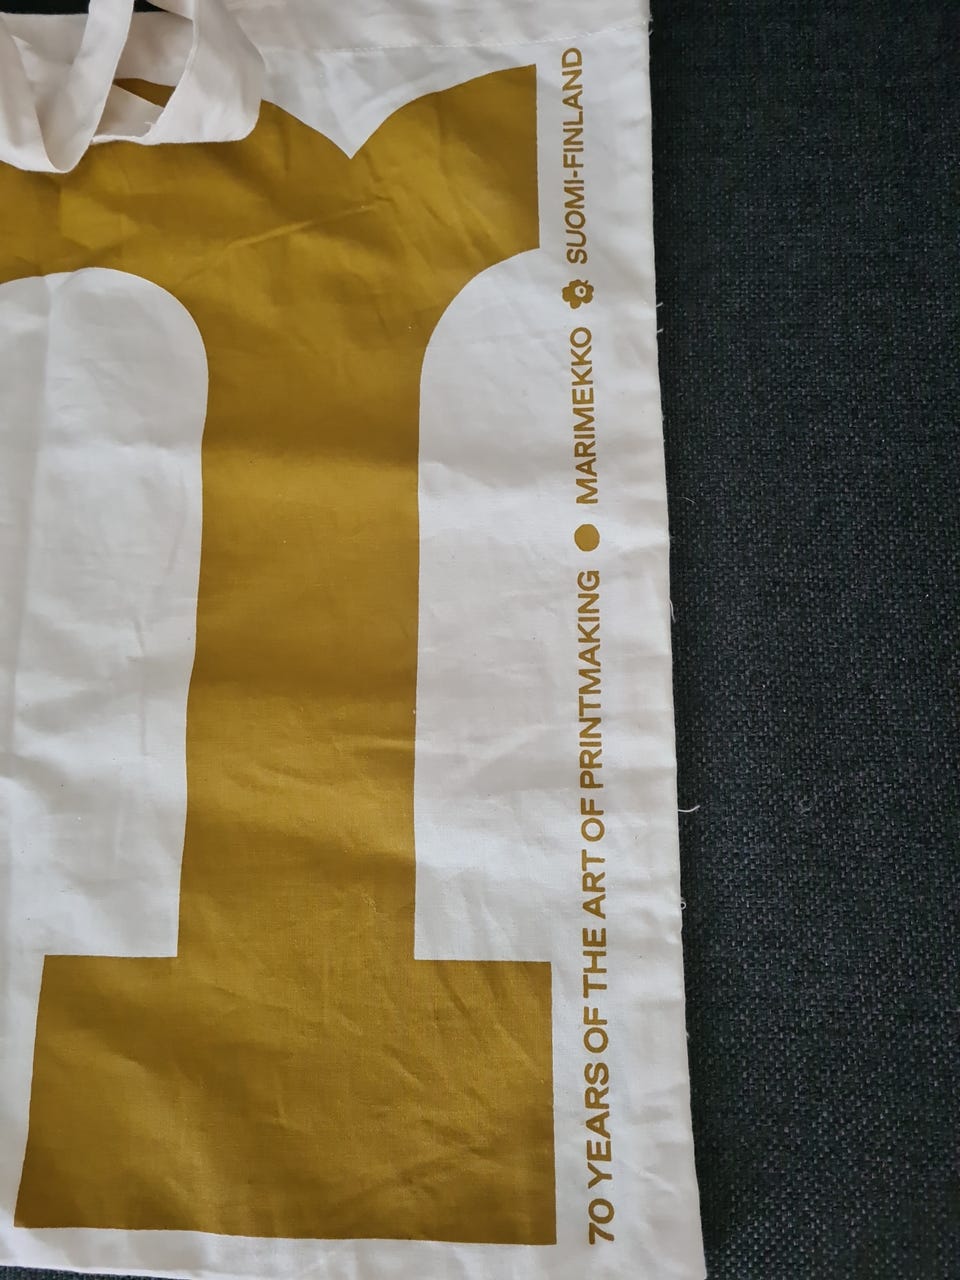 70 YEARS OF THE ART OF PRINTMAKING ● MARIMEKKO SUOMI-FINLAND